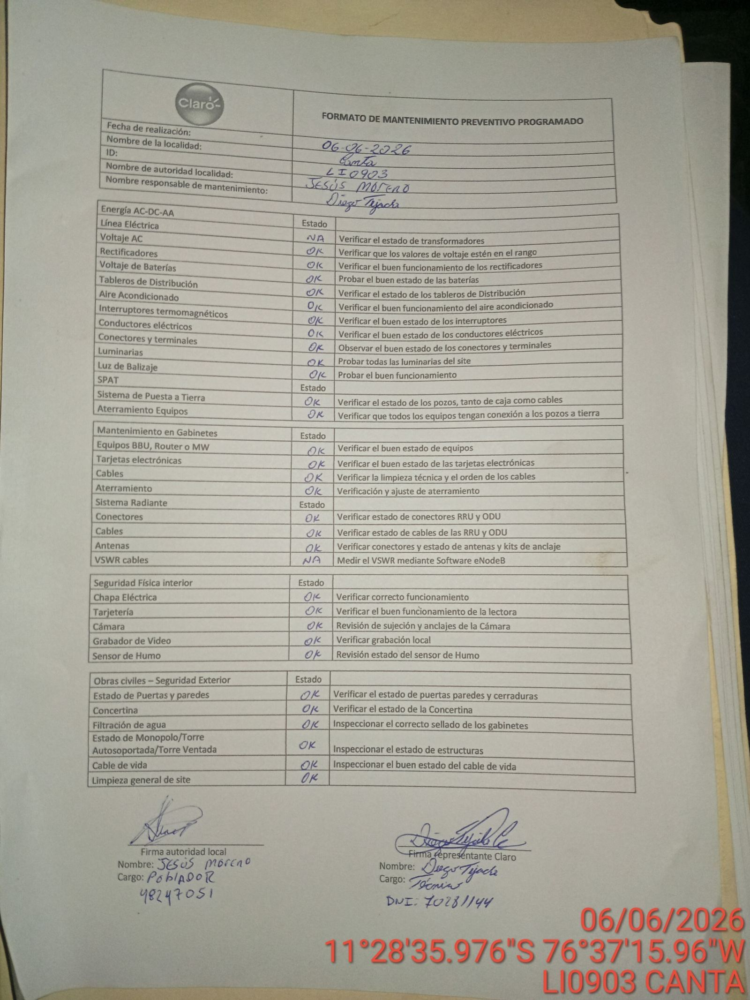 Claro
FORMATO DE MANTENIMIENTO PREVENTIVO PROGRAMADO
Fecha de realización: 06-06-2026
Nombre de la localidad: Canta
ID: LI0903
Nombre de autoridad localidad: JESÚS MORENO
Nombre responsable de mantenimiento: Diego Tejada
Energía AC-DC-AA Estado
Línea Eléctrica NA Verificar el estado de transformadores
Voltaje AC OK Verificar que los valores de voltaje estén en el rango
Rectificadores OK Verificar el buen funcionamiento de los rectificadores
Voltaje de Baterías OK Probar el buen estado de las baterías
Tableros de Distribución OK Verificar el estado de los tableros de Distribución
Aire Acondicionado OK Verificar el buen funcionamiento del aire acondicionado
Interruptores termomagnéticos OK Verificar el buen estado de los interruptores
Conductores eléctricos OK Verificar el buen estado de los conductores eléctricos
Conectores y terminales OK Observar el buen estado de los conectores y terminales
Luminarias OK Probar todas las luminarias del site
Luz de Balizaje OK Probar el buen funcionamiento
SPAT Estado
Sistema de Puesta a Tierra OK Verificar el estado de los pozos, tanto de caja como cables
Aterramiento Equipos OK Verificar que todos los equipos tengan conexión a los pozos a tierra
Mantenimiento en Gabinetes Estado
Equipos BBU, Router o MW OK Verificar el buen estado de equipos
Tarjetas electrónicas OK Verificar el buen estado de las tarjetas electrónicas
Cables OK Verificar la limpieza técnica y el orden de los cables
Aterramiento OK Verificación y ajuste de aterramiento
Sistema Radiante Estado
Conectores OK Verificar estado de conectores RRU y ODU
Cables OK Verificar estado de cables de las RRU y ODU
Antenas OK Verificar conectores y estado de antenas y kits de anclaje
VSWR cables NA Medir el VSWR mediante Software eNodeB
Seguridad Física interior Estado
Chapa Eléctrica OK Verificar correcto funcionamiento
Tarjetería OK Verificar el buen funcionamiento de la lectora
Cámara OK Revisión de sujeción y anclajes de la Cámara
Grabador de Video OK Verificar grabación local
Sensor de Humo OK Revisión estado del sensor de Humo
Obras civiles – Seguridad Exterior Estado
Estado de Puertas y paredes OK Verificar el estado de puertas paredes y cerraduras
Concertina OK Verificar el estado de la Concertina
Filtración de agua OK Inspeccionar el correcto sellado de los gabinetes
Estado de Monopolo/Torre
Autosoportada/Torre Ventada OK Inspeccionar el estado de estructuras
Cable de vida OK Inspeccionar el buen estado del cable de vida
Limpieza general de site OK
Firma autoridad local
Nombre: JESÚS MORENO
Cargo: POBLADOR
48247051
Firma representante Claro
Nombre: Diego Tejada
Cargo: Técnico
DNI: 70281144
06/06/2026
11°28'35.976"S 76°37'15.96"W
LI0903 CANTA